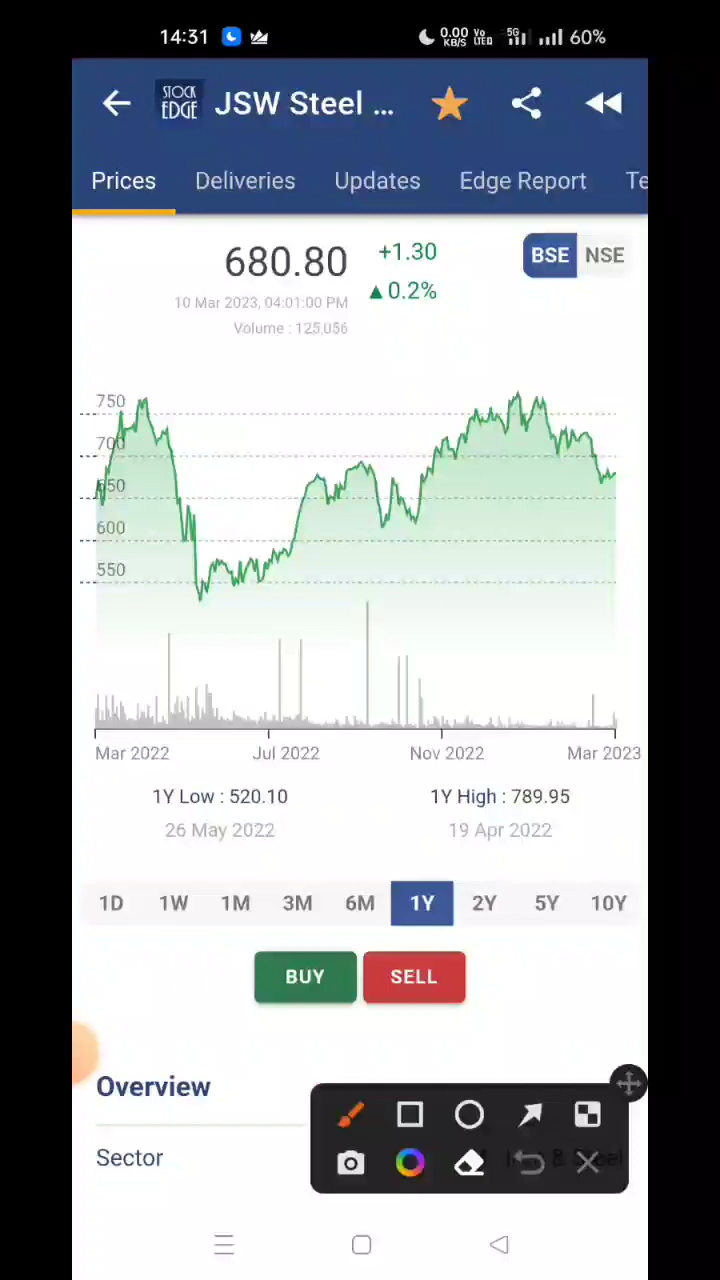 14:31 0.00 KB/S Vo LTED 5G 60%
STOCK EDGE JSW Steel ...
Prices Deliveries Updates Edge Report Te
680.80 +1.30 BSE NSE
▲0.2%
10 Mar 2023, 04:01:00 PM
Volume : 125,056
750
700
650
600
550
Mar 2022 Jul 2022 Nov 2022 Mar 2023
1Y Low : 520.10 1Y High : 789.95
26 May 2022 19 Apr 2022
1D 1W 1M 3M 6M 1Y 2Y 5Y 10Y
BUY SELL
Overview
Sector